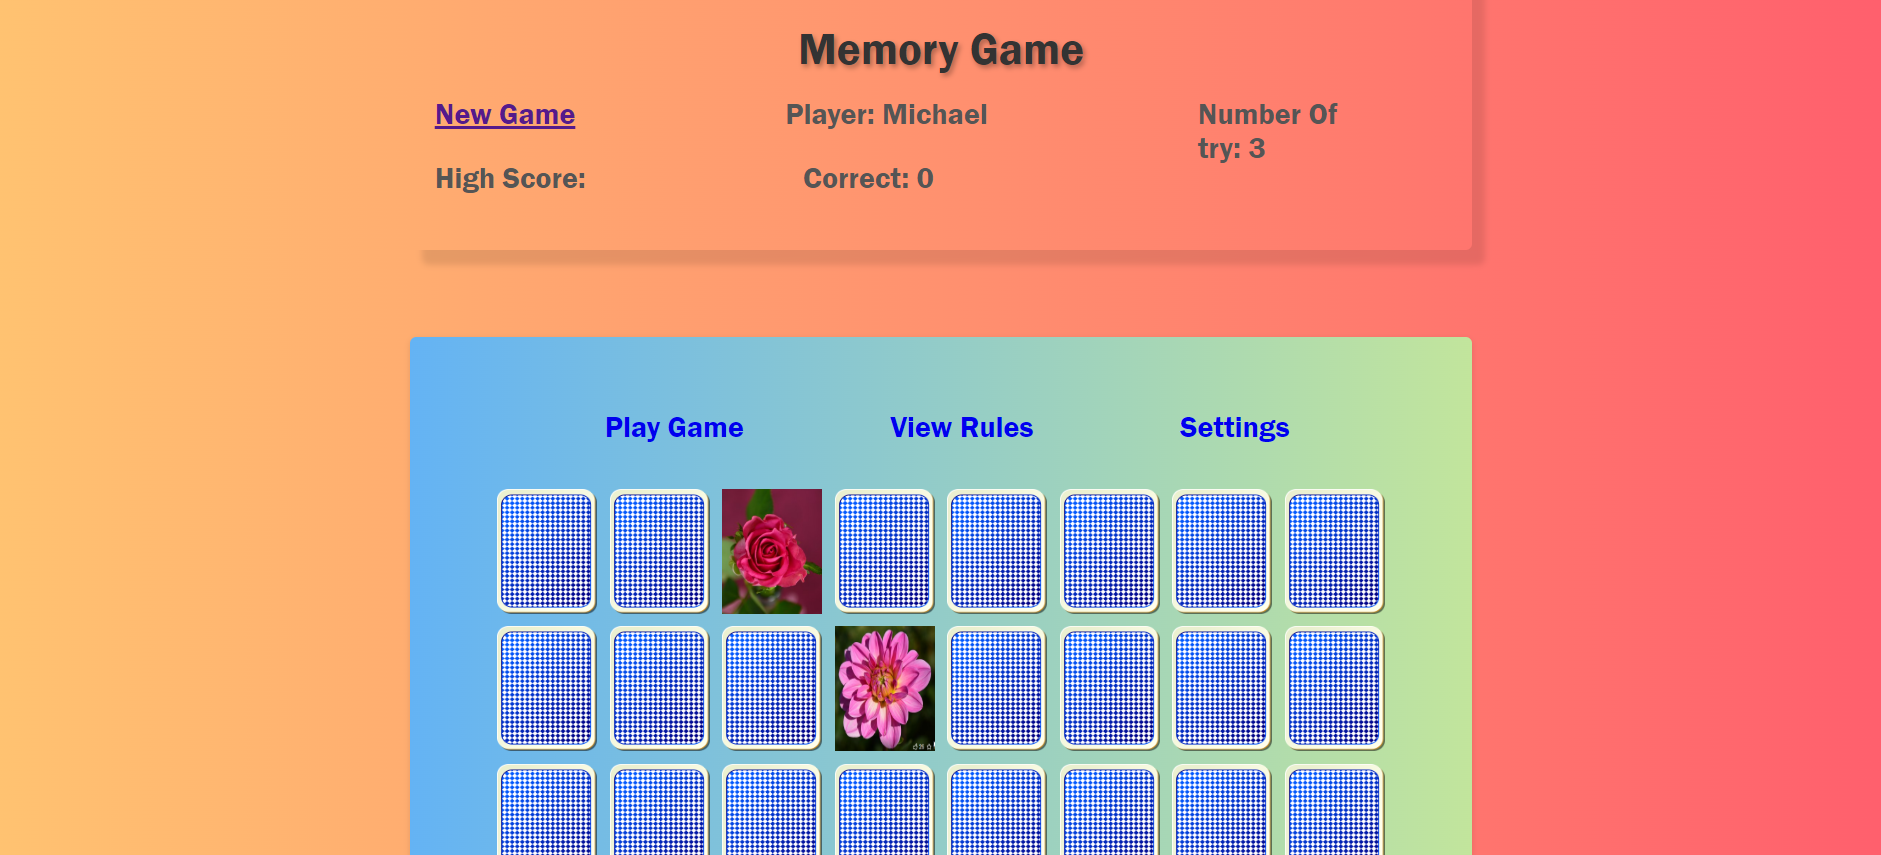 Memory Game
New Game
Player: Michael
Number Of
try: 3
High Score:
Correct: 0
Play Game
View Rules
Settings